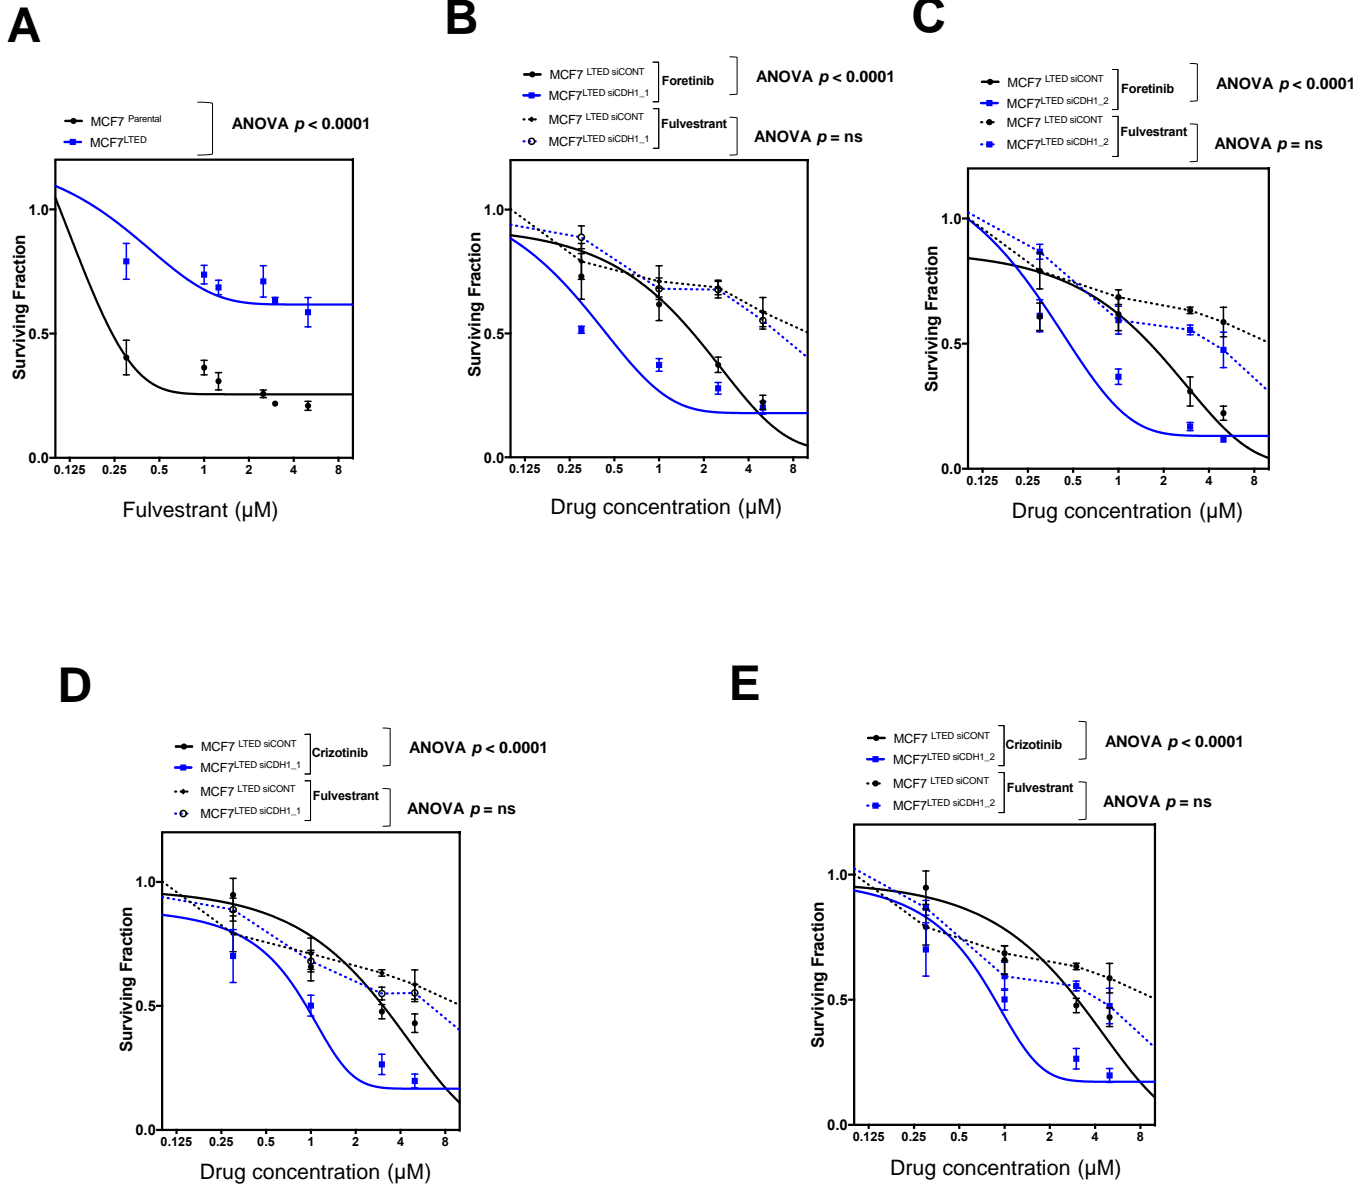 A
MCF7 Parental
MCF7LTED
ANOVA p < 0.0001
Surviving Fraction
1.0
0.5
0.0
0.125 0.25 0.5 1 2 4 8
Fulvestrant (µM)
B
MCF7 LTED siCONT
MCF7LTED siCDH1_1
Foretinib
ANOVA p < 0.0001
MCF7 LTED siCONT
MCF7LTED siCDH1_1
Fulvestrant
ANOVA p = ns
Surviving Fraction
1.0
0.5
0.0
0.125 0.25 0.5 1 2 4 8
Drug concentration (µM)
C
MCF7 LTED siCONT
MCF7LTED siCDH1_2
Foretinib
ANOVA p < 0.0001
MCF7 LTED siCONT
MCF7LTED siCDH1_2
Fulvestrant
ANOVA p = ns
Surviving Fraction
1.0
0.5
0.0
0.125 0.25 0.5 1 2 4 8
Drug concentration (µM)
D
MCF7 LTED siCONT
MCF7LTED siCDH1_1
Crizotinib
ANOVA p < 0.0001
MCF7 LTED siCONT
MCF7LTED siCDH1_1
Fulvestrant
ANOVA p = ns
Surviving Fraction
1.0
0.5
0.0
0.125 0.25 0.5 1 2 4 8
Drug concentration (µM)
E
MCF7 LTED siCONT
MCF7LTED siCDH1_2
Crizotinib
ANOVA p < 0.0001
MCF7 LTED siCONT
MCF7LTED siCDH1_2
Fulvestrant
ANOVA p = ns
Surviving Fraction
1.0
0.5
0.0
0.125 0.25 0.5 1 2 4 8
Drug concentration (µM)